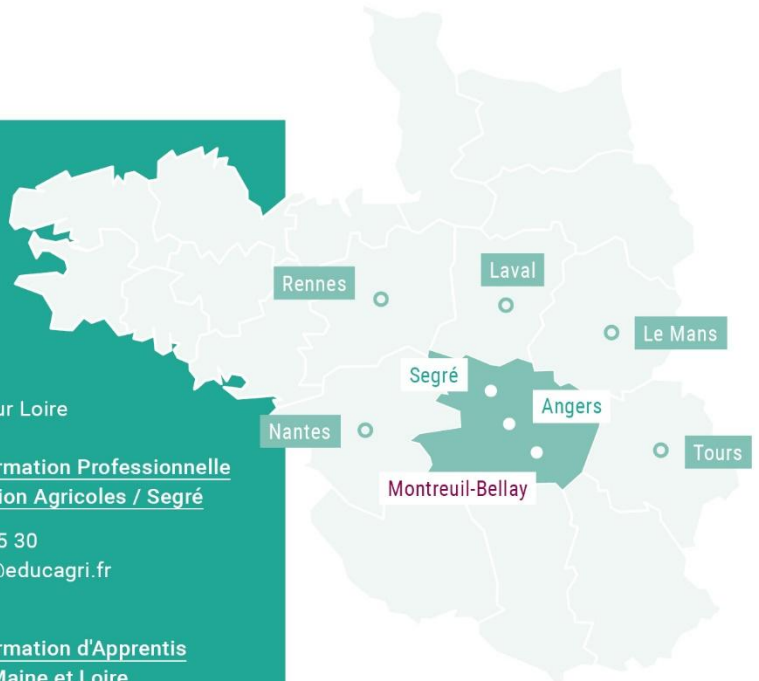 Rennes
Laval
Le Mans
Segré
Angers
Nantes
Tours
Montreuil-Bellay
ur Loire
rmation Professionnelle
ion Agricoles / Segré
5 30
@educagri.fr
rmation d'Apprentis
Maine et Loire